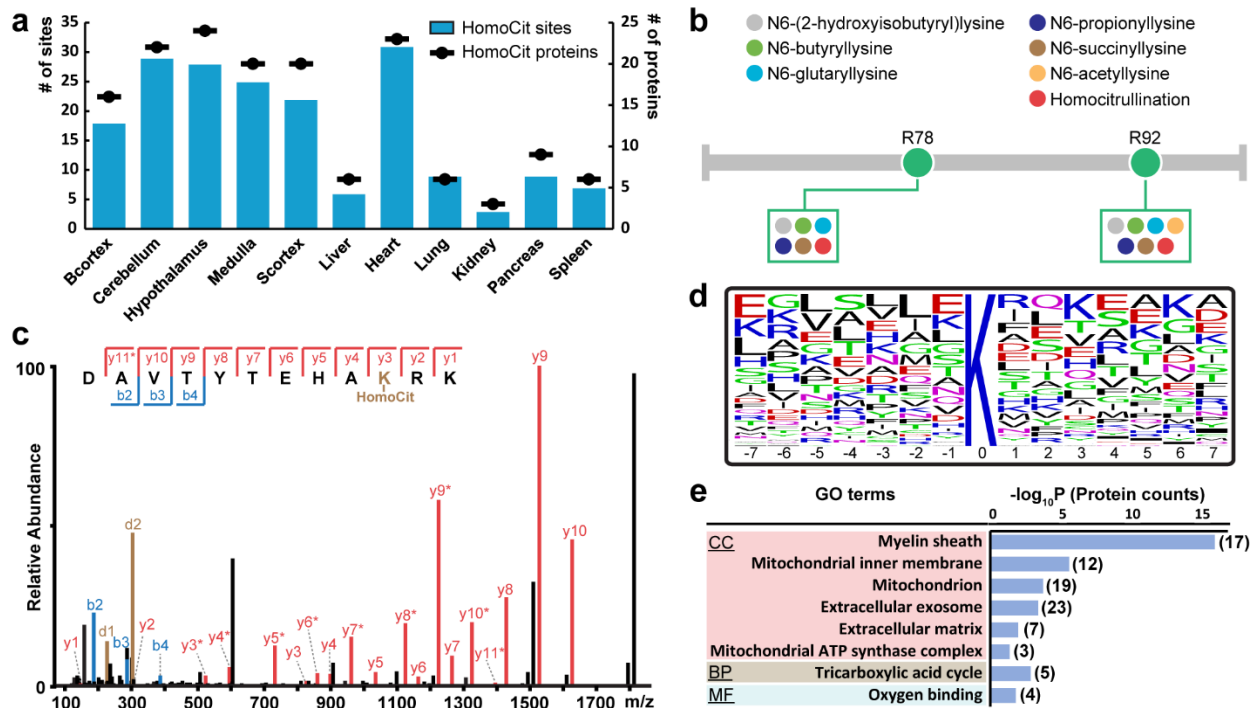 a
# of sites
35
30
25
20
15
10
5
0
HomoCit sites
HomoCit proteins
25
20
15
10
5
0
# of proteins
Bcortex
Cerebellum
Hypothalamus
Medulla
Scortex
Liver
Heart
Lung
Kidney
Pancreas
Spleen
b
N6-(2-hydroxyisobutyryl)lysine
N6-butyryllysine
N6-glutaryllysine
N6-propionyllysine
N6-succinyllysine
N6-acetyllysine
Homocitrullination
R78
R92
c
y11* y10 y9 y8 y7 y6 y5 y4 y3 y2 y1
D A V T Y T E H A K R K
b2 b3 b4
HomoCit
100
0
Relative Abundance
y1
b2
d1
b3
d2
y2
b4
y3*
y4*
y5*
y6*
y3
y4
y7*
y5
y8*
y6
y9*
y7
y10*
y11*
y8
y9
y10
100 300 500 700 900 1100 1300 1500 1700 m/z
d
K
-7 -6 -5 -4 -3 -2 -1 0 1 2 3 4 5 6 7
e
GO terms
-log10P (Protein counts)
0 5 10 15
CC
Myelin sheath (17)
Mitochondrial inner membrane (12)
Mitochondrion (19)
Extracellular exosome (23)
Extracellular matrix (7)
Mitochondrial ATP synthase complex (3)
BP Tricarboxylic acid cycle (5)
MF Oxygen binding (4)